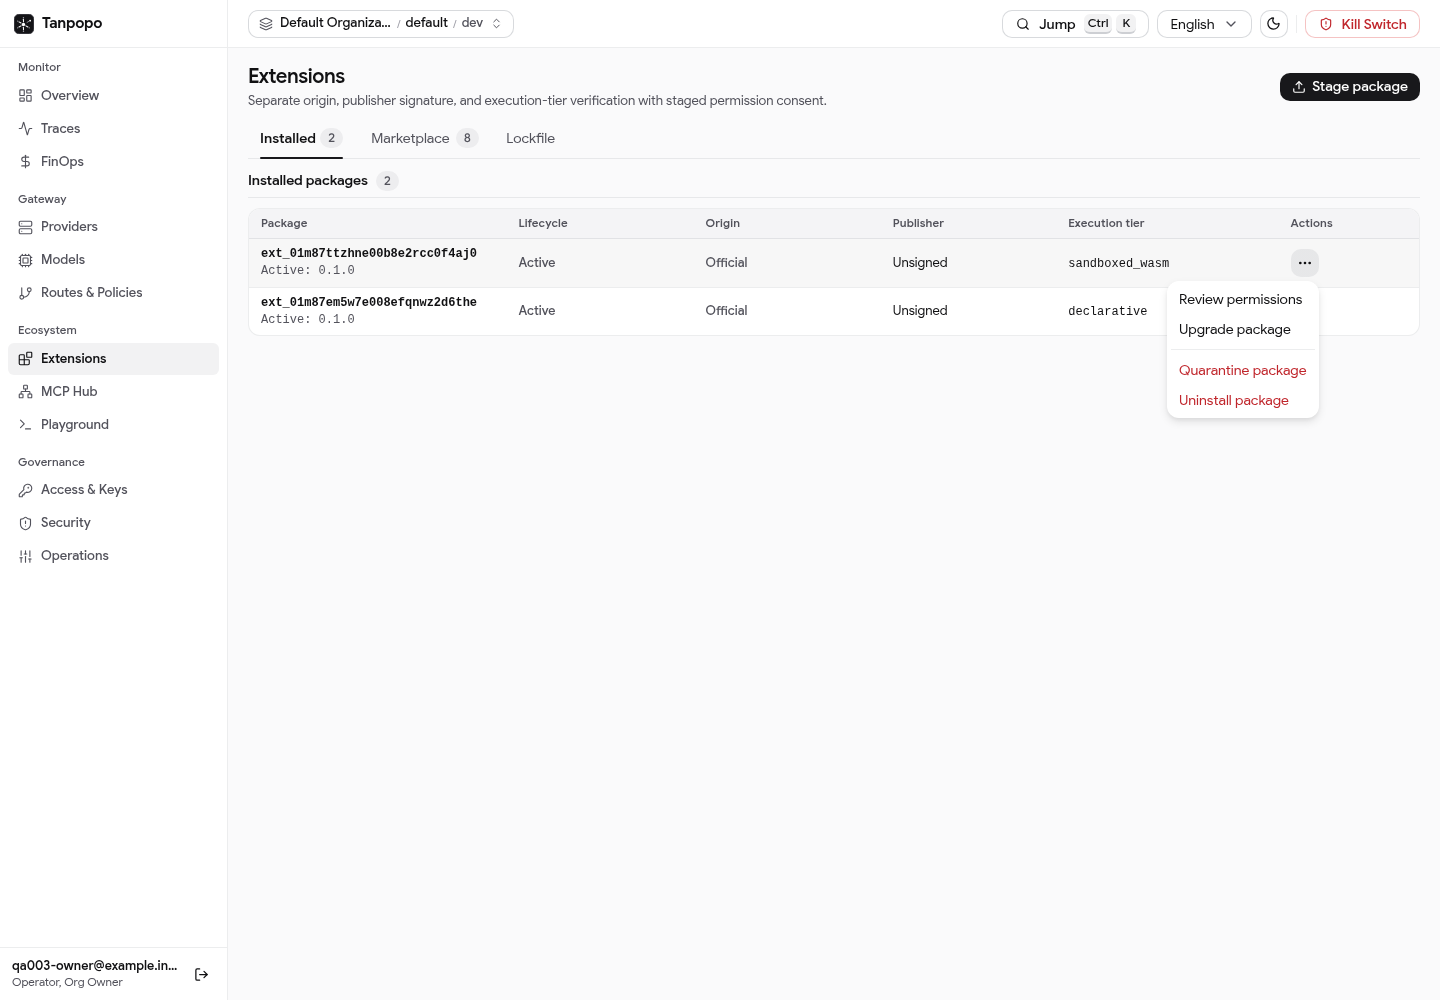 Tanpopo
Default Organiza... / default / dev
Jump Ctrl K
English
Kill Switch
Monitor
Overview
Traces
FinOps
Gateway
Providers
Models
Routes & Policies
Ecosystem
Extensions
MCP Hub
Playground
Governance
Access & Keys
Security
Operations
qa003-owner@example.in...
Operator, Org Owner
Extensions
Separate origin, publisher signature, and execution-tier verification with staged permission consent.
Stage package
Installed 2 Marketplace 8 Lockfile
Installed packages 2
Package Lifecycle Origin Publisher Execution tier Actions
ext_01m87ttzhne00b8e2rcc0f4aj0
Active: 0.1.0
Active Official Unsigned sandboxed_wasm
ext_01m87em5w7e008efqnwz2d6the
Active: 0.1.0
Active Official Unsigned declarative
Review permissions
Upgrade package
Quarantine package
Uninstall package